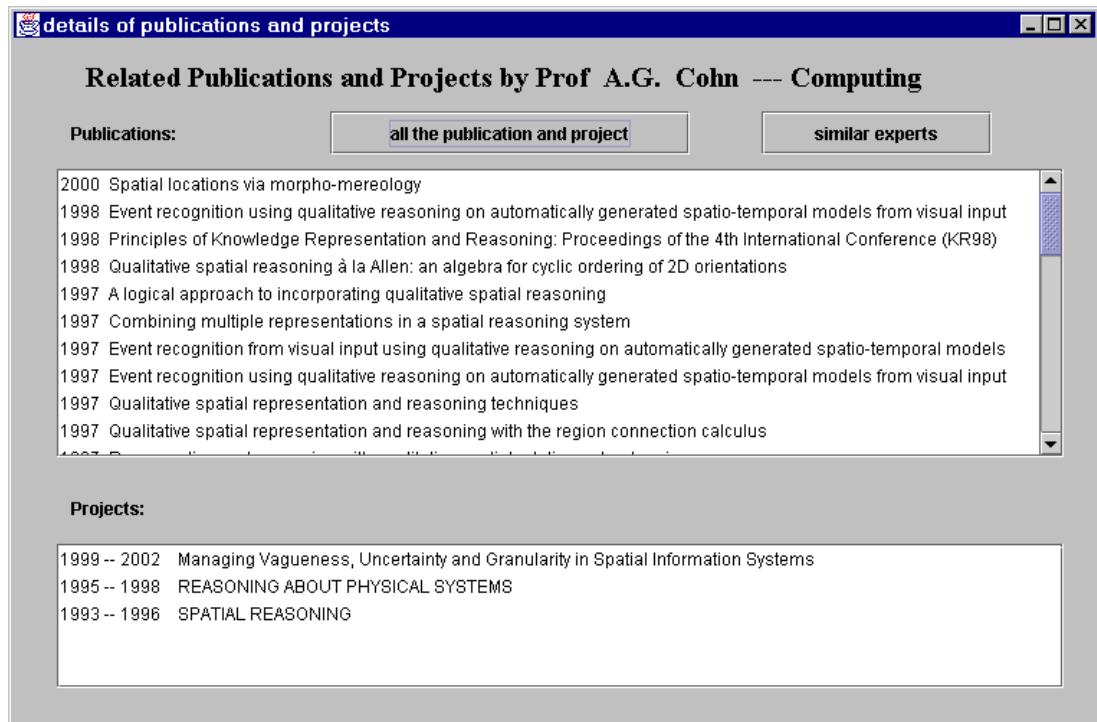 details of publications and projects
Related Publications and Projects by Prof A.G. Cohn --- Computing
Publications:
all the publication and project
similar experts
2000 Spatial locations via morpho-mereology
1998 Event recognition using qualitative reasoning on automatically generated spatio-temporal models from visual input
1998 Principles of Knowledge Representation and Reasoning: Proceedings of the 4th International Conference (KR98)
1998 Qualitative spatial reasoning à la Allen: an algebra for cyclic ordering of 2D orientations
1997 A logical approach to incorporating qualitative spatial reasoning
1997 Combining multiple representations in a spatial reasoning system
1997 Event recognition from visual input using qualitative reasoning on automatically generated spatio-temporal models
1997 Event recognition using qualitative reasoning on automatically generated spatio-temporal models from visual input
1997 Qualitative spatial representation and reasoning techniques
1997 Qualitative spatial representation and reasoning with the region connection calculus
Projects:
1999 -- 2002 Managing Vagueness, Uncertainty and Granularity in Spatial Information Systems
1995 -- 1998 REASONING ABOUT PHYSICAL SYSTEMS
1993 -- 1996 SPATIAL REASONING